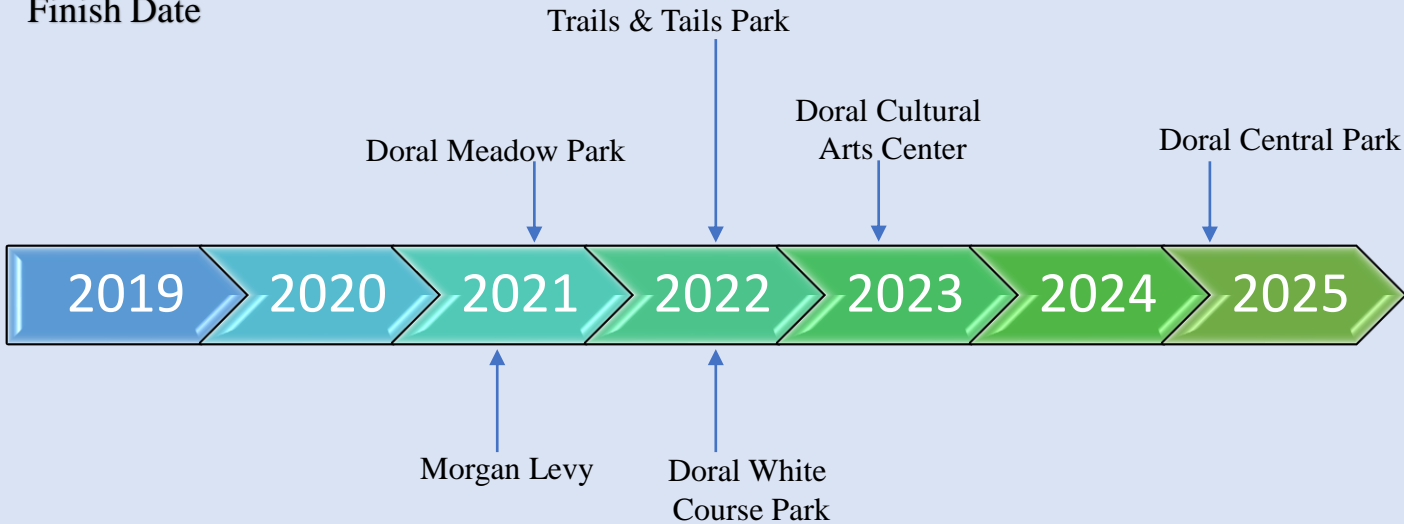 Finish Date
Trails & Tails Park
Doral Cultural
Arts Center
Doral Meadow Park
Doral Central Park
2019
2020
2021
2022
2023
2024
2025
Morgan Levy
Doral White
Course Park